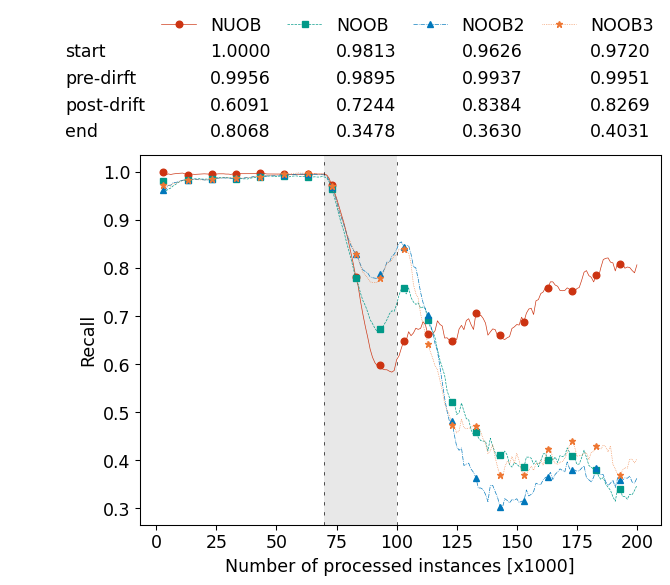 NUOB NOOB NOOB2 NOOB3
start 1.0000 0.9813 0.9626 0.9720
pre-dirft 0.9956 0.9895 0.9937 0.9951
post-drift 0.6091 0.7244 0.8384 0.8269
end 0.8068 0.3478 0.3630 0.4031
1.0
0.9
0.8
0.7
0.6
0.5
0.4
0.3
Recall
0 25 50 75 100 125 150 175 200
Number of processed instances [x1000]